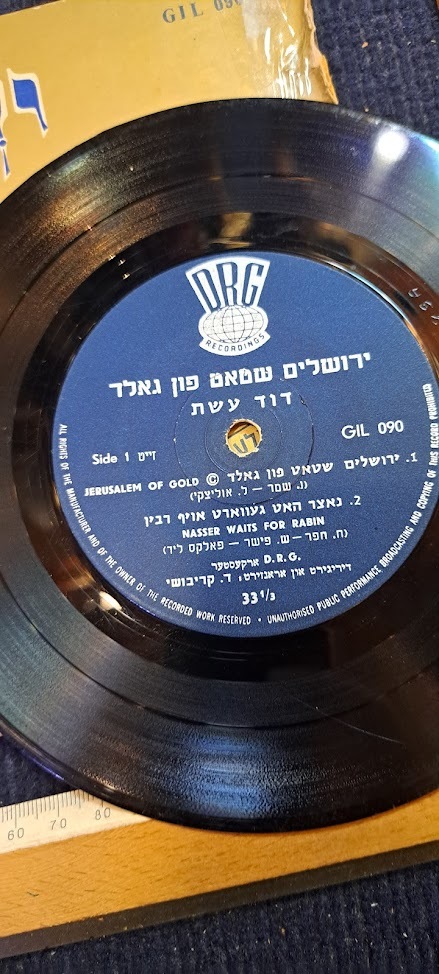 GIL 090
DRG
RECORDINGS
ירושלים שטאט פון גאלד
דוד עשת
Side 1 זייט
GIL 090
1. ירושלים שטאט פון גאלד ©
JERUSALEM OF GOLD
(נ. שמר – ל. אוליצקי)
2. נאצר האט געווארט אויף רבין
NASSER WAITS FOR RABIN
(ח. חפר – ש. פישר – פאלקס ליד)
D.R.G. ארקעסטער
דיריגירט און אראנזירט: ד. קריבושי
33⅓
ALL RIGHTS OF THE MANUFACTURER AND OF THE OWNER OF THE RECORDED WORK RESERVED • UNAUTHORISED PUBLIC PERFORMANCE BROADCASTING AND COPYING OF THIS RECORD PROHIBITED
60 70 80